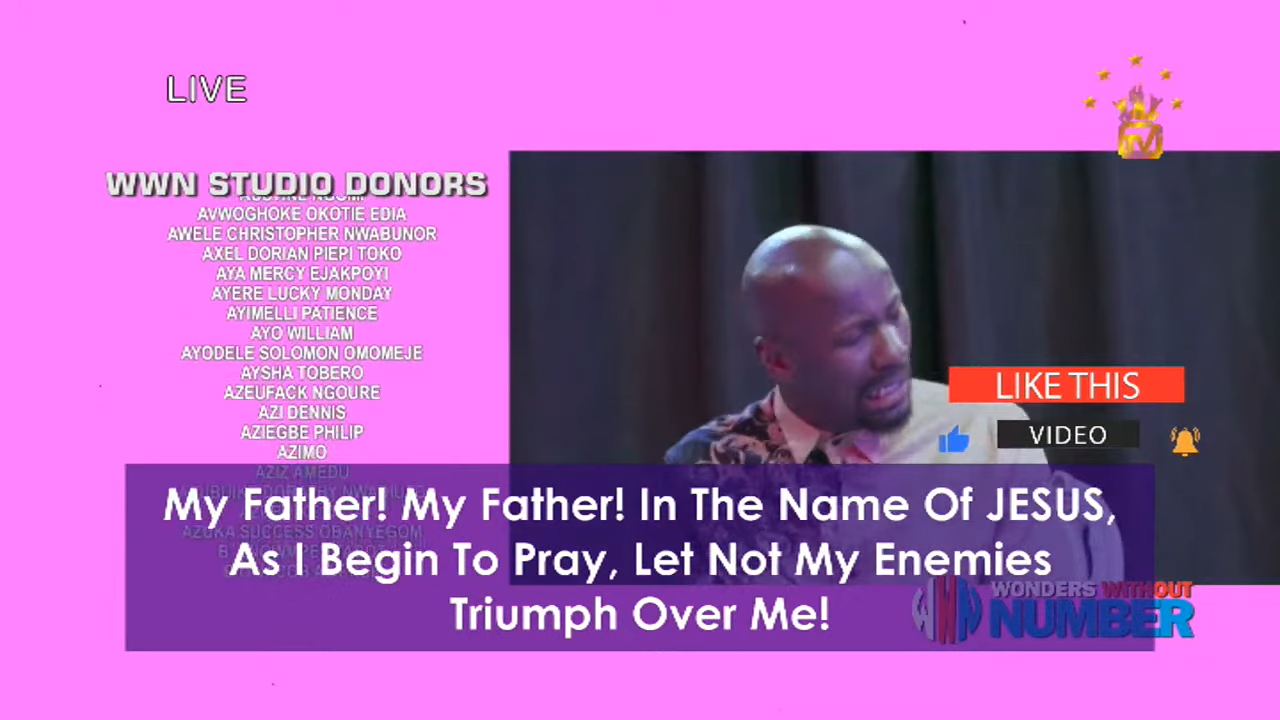 LIVE
TV
WWN STUDIO DONORS
AVWOGHOKE OKOTIE EDIA
AWELE CHRISTOPHER NWABUNOR
AXEL DORIAN PIEPI TOKO
AYA MERCY EJAKPOYI
AYERE LUCKY MONDAY
AYIMELLI PATIENCE
AYO WILLIAM
AYODELE SOLOMON OMOMEJE
AYSHA TOBERO
AZEUFACK NGOURE
AZI DENNIS
AZIEGBE PHILIP
AZIMO
AZIZ AMEDU
AZUKA SUCCESS OBANYEGOM
LIKE THIS
VIDEO
My Father! My Father! In The Name Of JESUS,
As I Begin To Pray, Let Not My Enemies
Triumph Over Me!
WWN
WONDERS WITHOUT
NUMBER